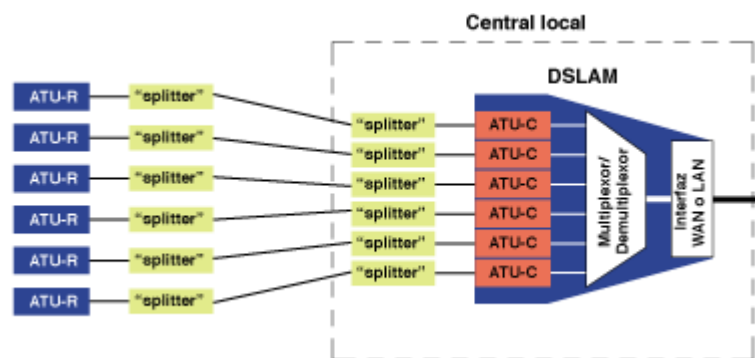 Central local
DSLAM
ATU-R "splitter"
ATU-R "splitter"
ATU-R "splitter"
ATU-R "splitter"
ATU-R "splitter"
ATU-R "splitter"
"splitter" ATU-C
"splitter" ATU-C
"splitter" ATU-C
"splitter" ATU-C
"splitter" ATU-C
"splitter" ATU-C
Multiplexor/
Demultiplexor
Interfaz
WAN o LAN